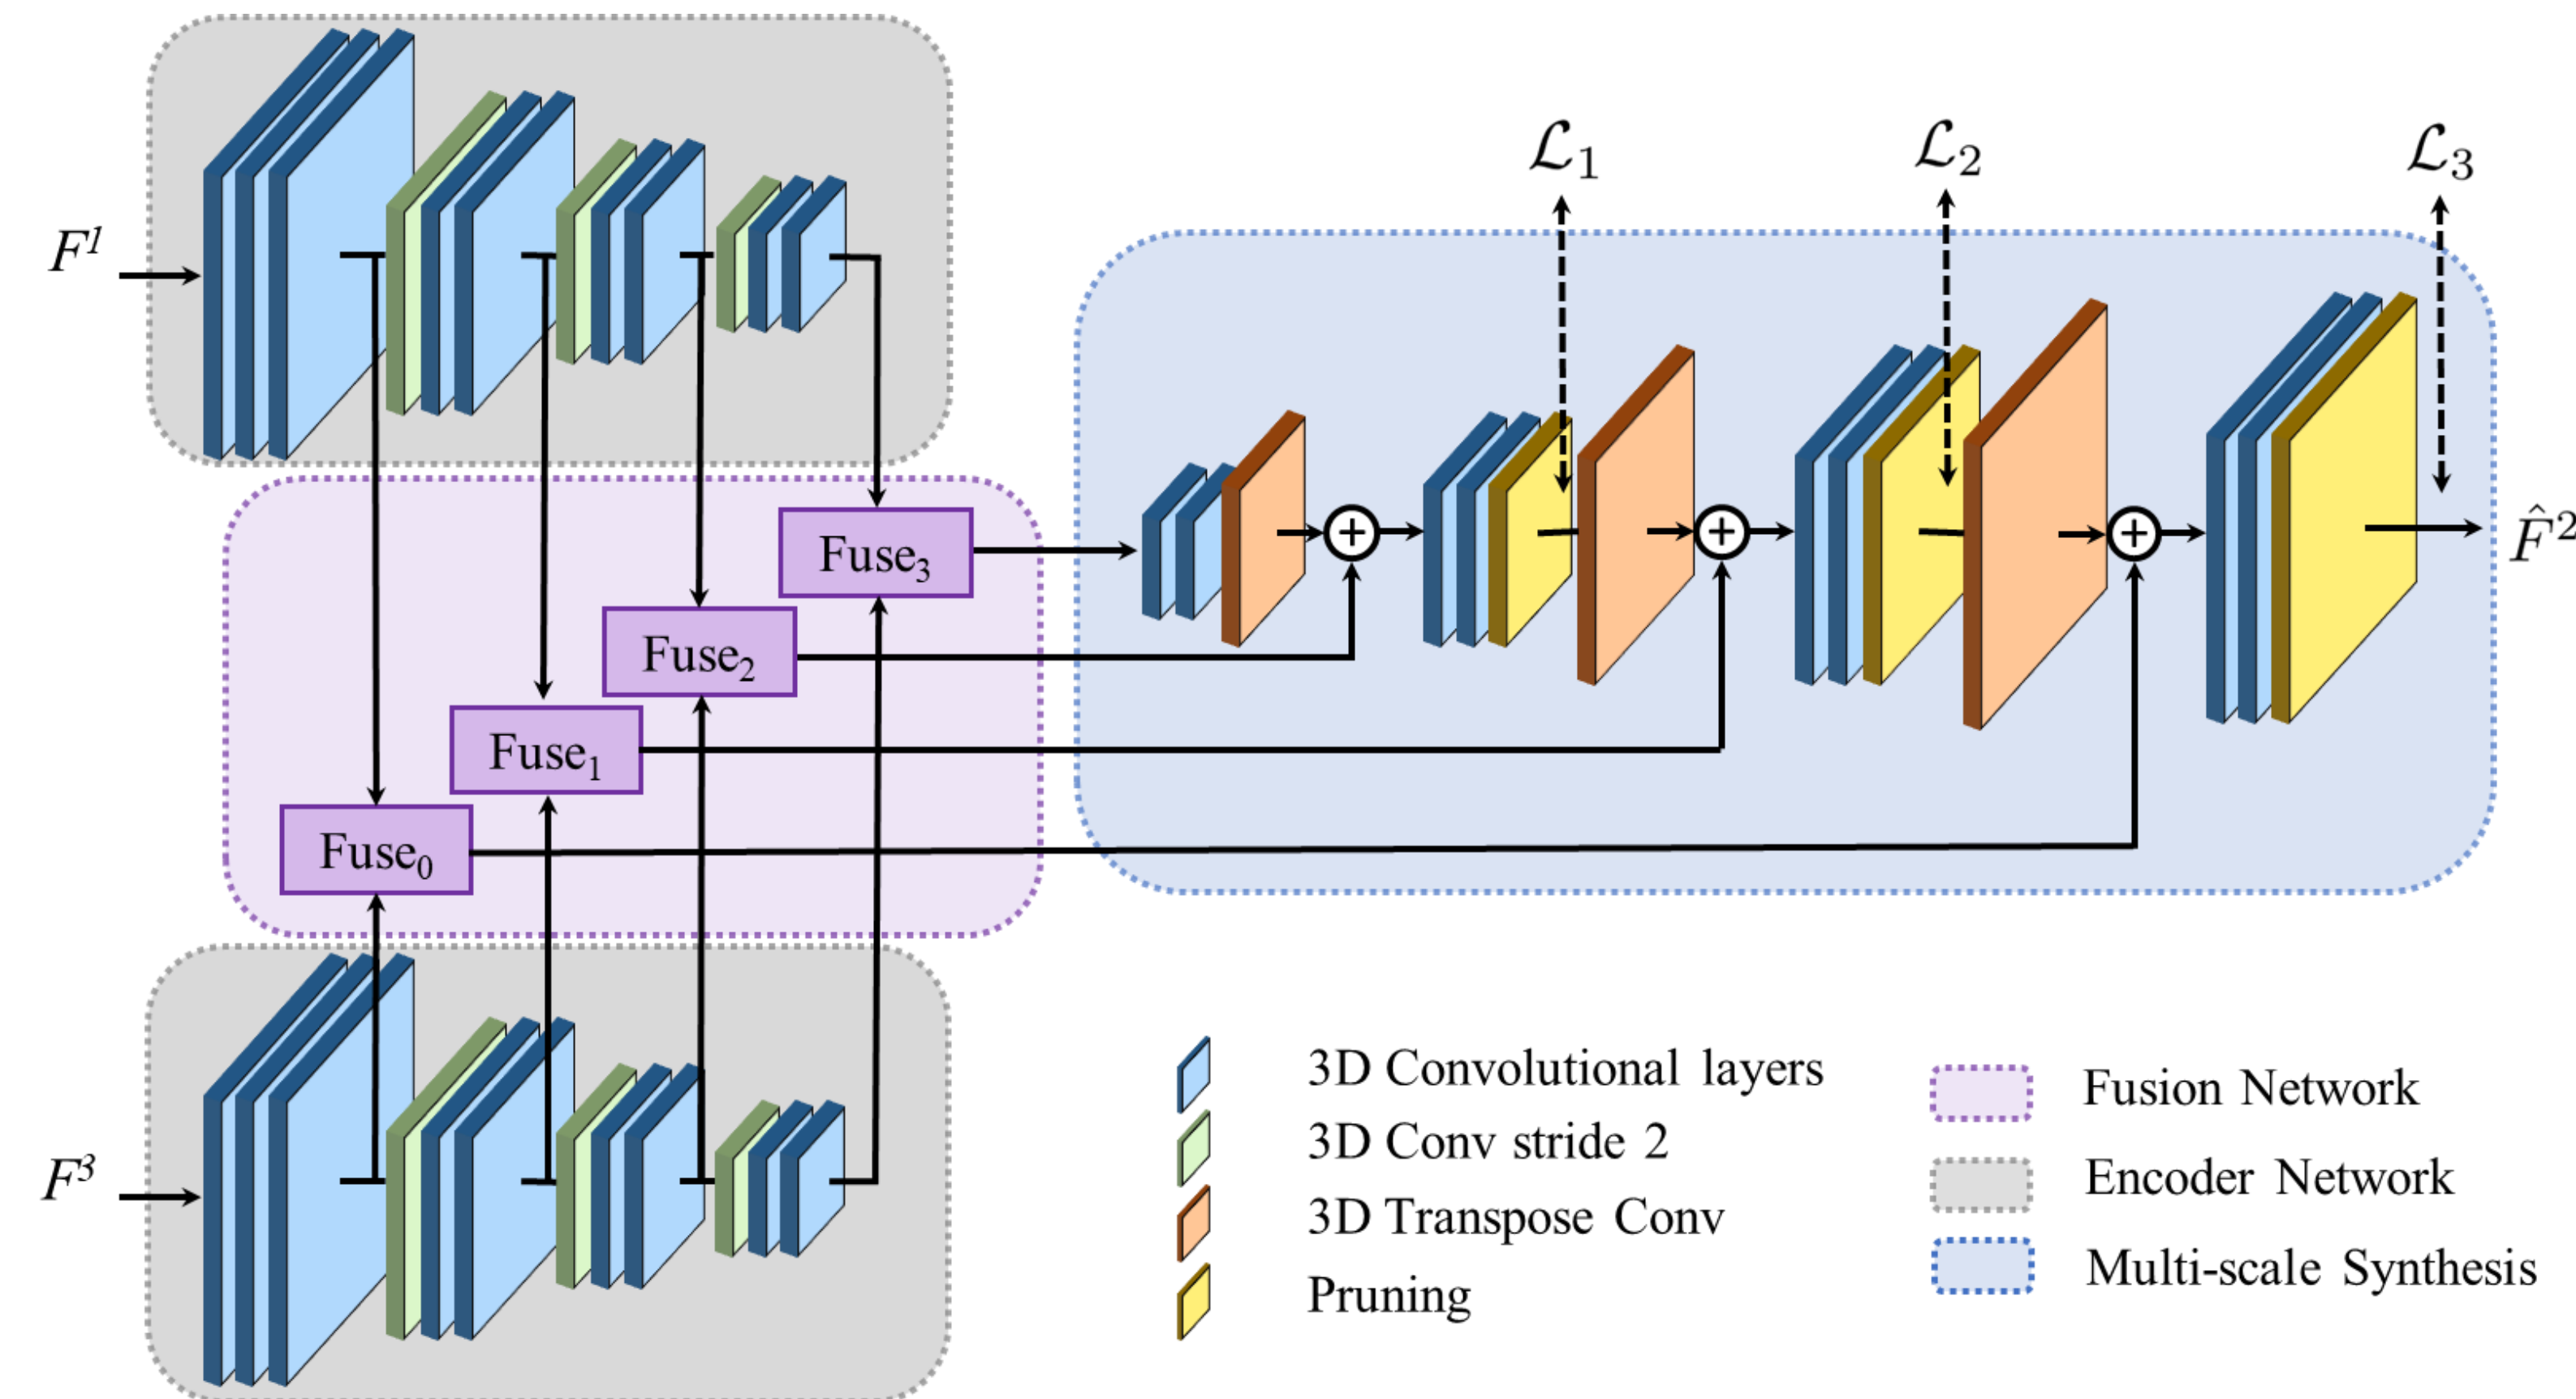 F¹
ℒ₁
ℒ₂
ℒ₃
Fuse₃
F̂²
Fuse₂
Fuse₁
Fuse₀
F³
3D Convolutional layers
3D Conv stride 2
3D Transpose Conv
Pruning
Fusion Network
Encoder Network
Multi-scale Synthesis